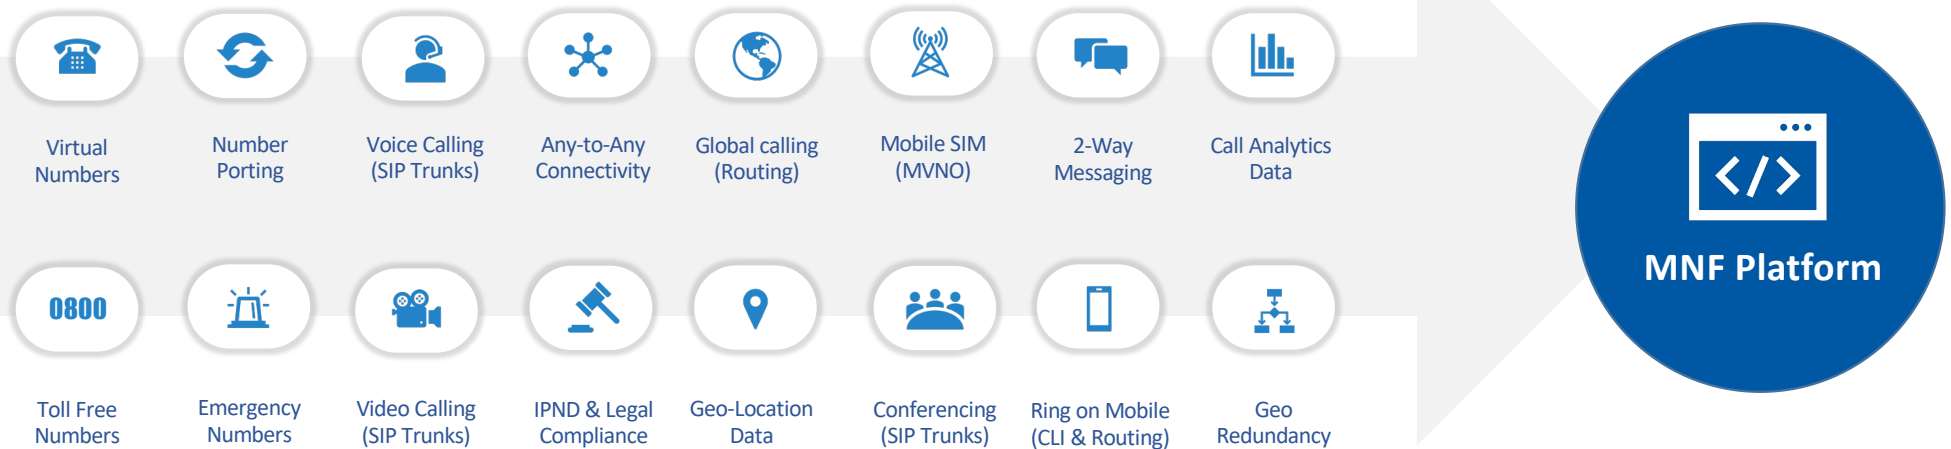 Virtual
Numbers
Number
Porting
Voice Calling
(SIP Trunks)
Any-to-Any
Connectivity
Global calling
(Routing)
Mobile SIM
(MVNO)
2-Way
Messaging
Call Analytics
Data
</>
MNF Platform
0800
Toll Free
Numbers
Emergency
Numbers
Video Calling
(SIP Trunks)
IPND & Legal
Compliance
Geo-Location
Data
Conferencing
(SIP Trunks)
Ring on Mobile
(CLI & Routing)
Geo
Redundancy